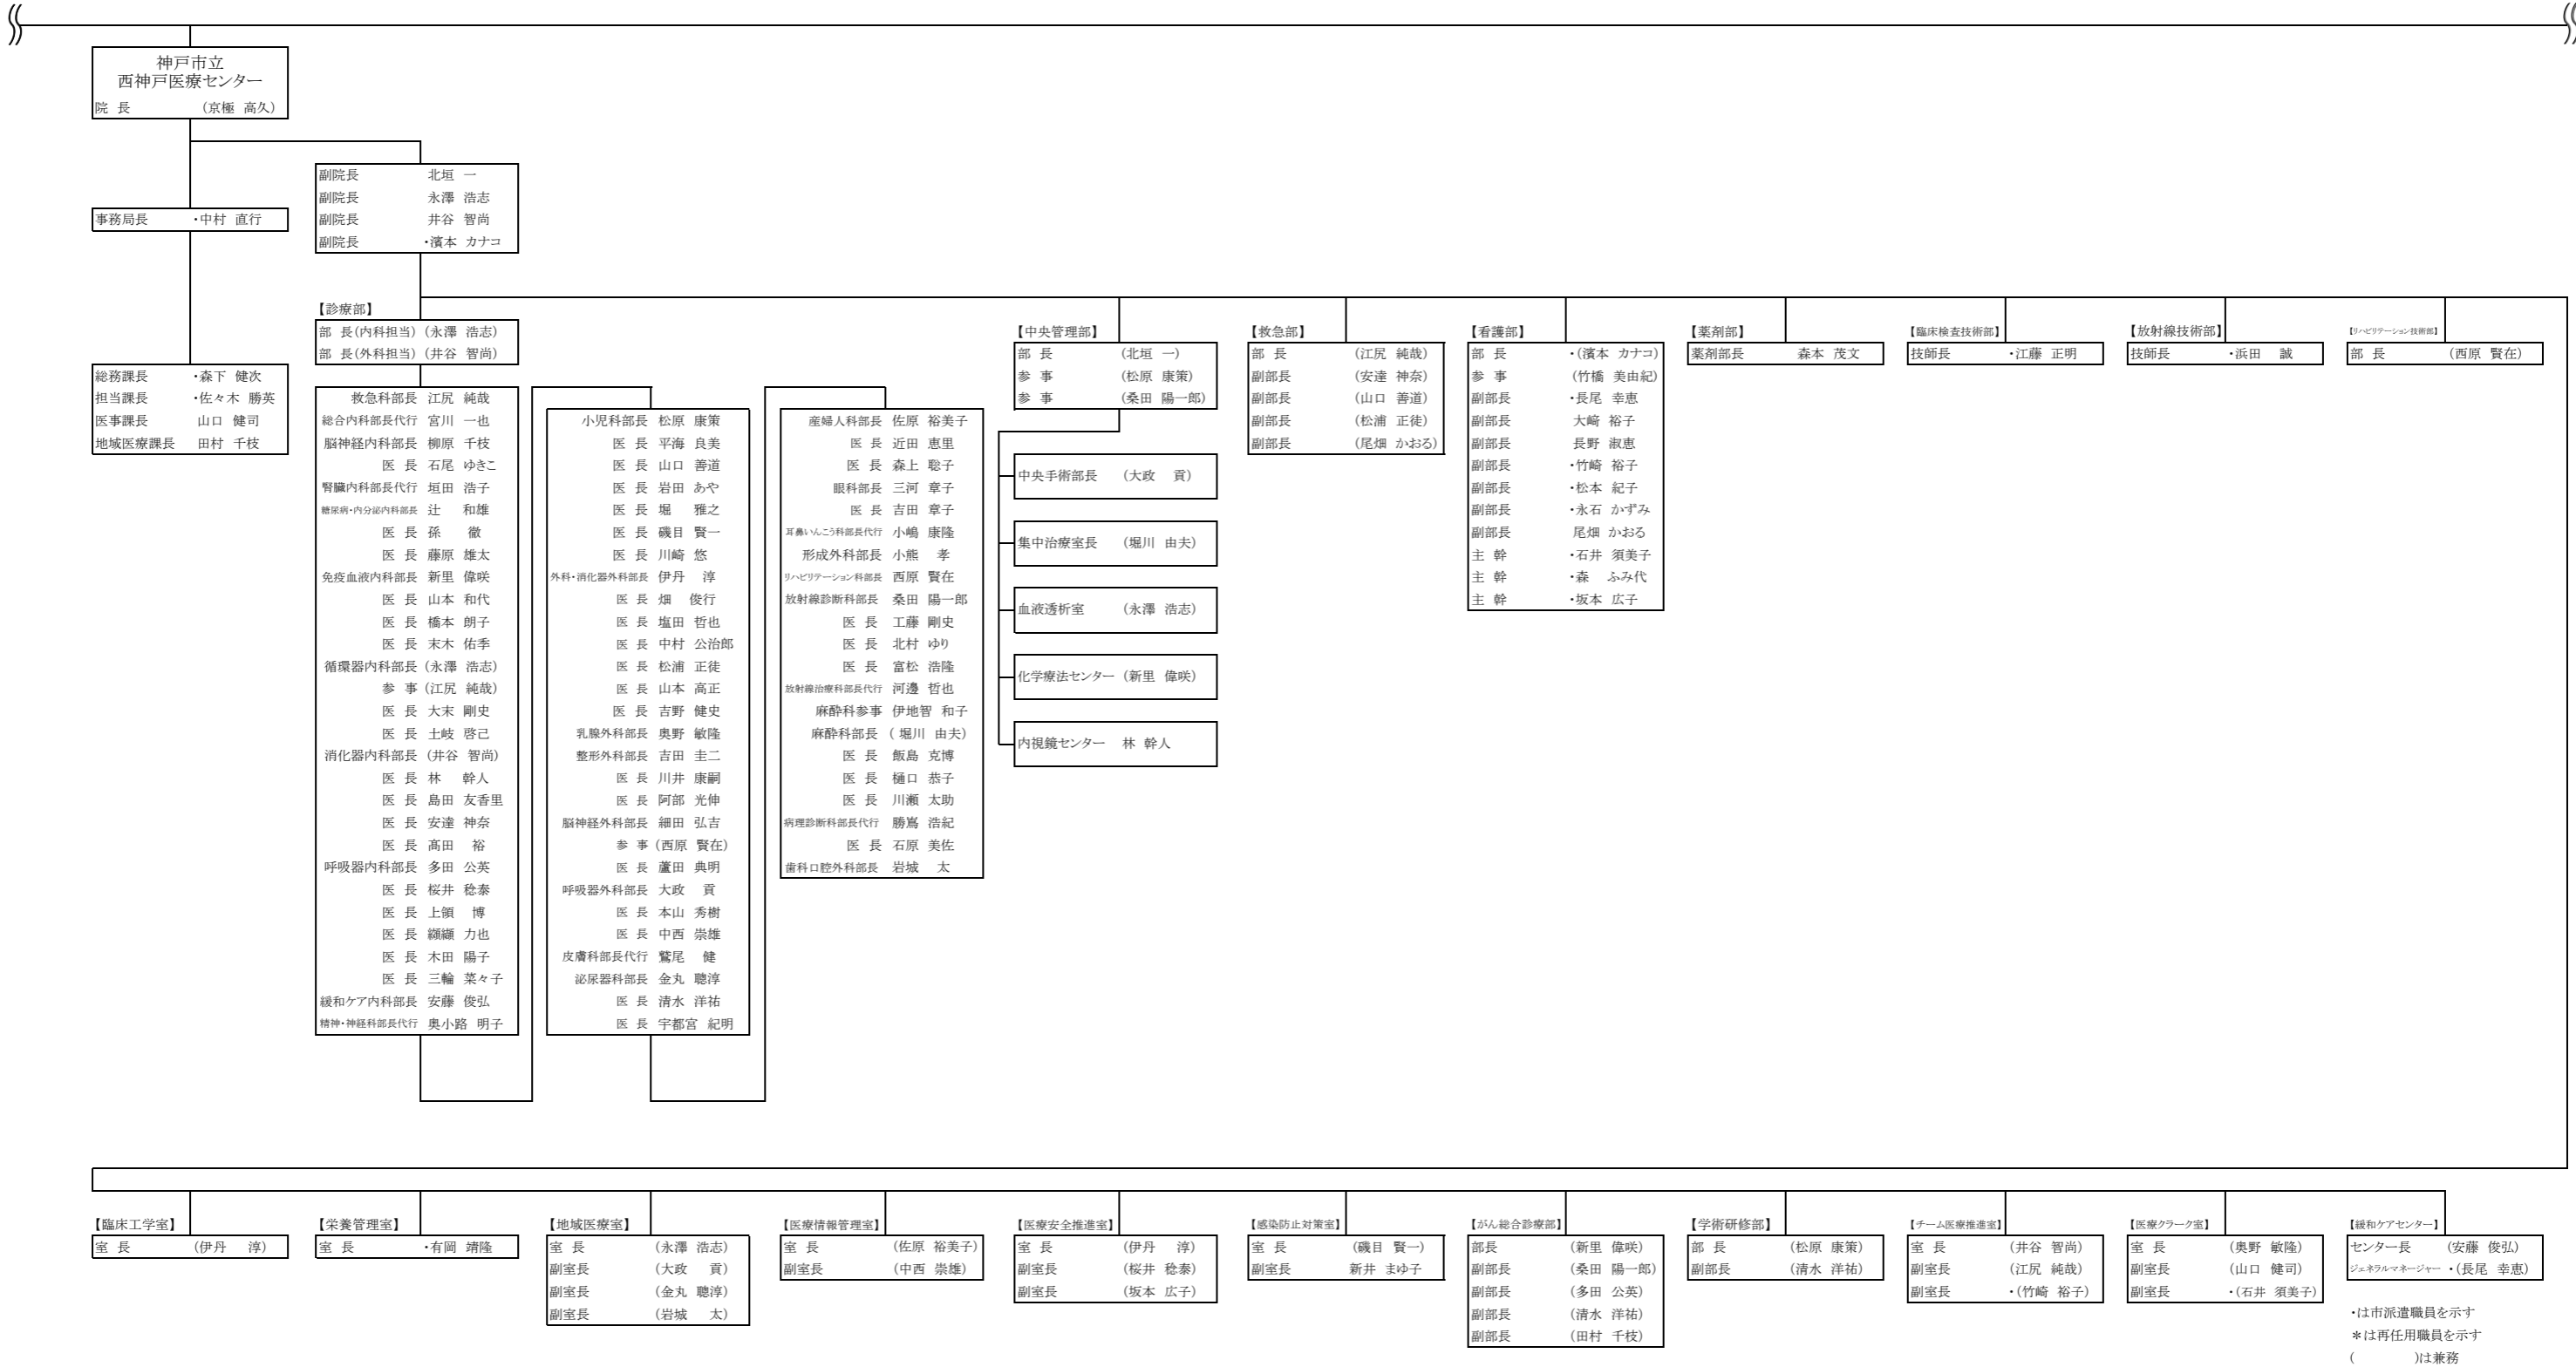 神戸市立
西神戸医療センター
院 長 （京極 高久）
副院長 北垣 一
副院長 永澤 浩志
副院長 井谷 智尚
副院長 ・濱本 カナコ
事務局長 ・中村 直行
総務課長 ・森下 健次
担当課長 ・佐々木 勝英
医事課長 山口 健司
地域医療課長 田村 千枝
【診療部】
部 長(内科担当) （永澤 浩志）
部 長(外科担当) （井谷 智尚）
救急科部長 江尻 純哉
総合内科部長代行 宮川 一也
脳神経内科部長 柳原 千枝
医 長 石尾 ゆきこ
腎臓内科部長代行 垣田 浩子
糖尿病・内分泌内科部長 辻 和雄
医 長 孫 徹
医 長 藤原 雄太
免疫血液内科部長 新里 偉咲
医 長 山本 和代
医 長 橋本 朗子
医 長 末木 佑季
循環器内科部長 （永澤 浩志）
参 事 （江尻 純哉）
医 長 大末 剛史
医 長 土岐 啓己
消化器内科部長 （井谷 智尚）
医 長 林 幹人
医 長 島田 友香里
医 長 安達 神奈
医 長 髙田 裕
呼吸器内科部長 多田 公英
医 長 桜井 稔泰
医 長 上領 博
医 長 纐纈 力也
医 長 木田 陽子
医 長 三輪 菜々子
緩和ケア内科部長 安藤 俊弘
精神・神経科部長代行 奥小路 明子
小児科部長 松原 康策
医 長 平海 良美
医 長 山口 善道
医 長 岩田 あや
医 長 堀 雅之
医 長 磯目 賢一
医 長 川崎 悠
外科・消化器外科部長 伊丹 淳
医 長 畑 俊行
医 長 塩田 哲也
医 長 中村 公治郎
医 長 松浦 正徒
医 長 山本 高正
医 長 吉野 健史
乳腺外科部長 奥野 敏隆
整形外科部長 吉田 圭二
医 長 川井 康嗣
医 長 阿部 光伸
脳神経外科部長 細田 弘吉
参 事 （西原 賢在）
医 長 蘆田 典明
呼吸器外科部長 大政 貢
医 長 本山 秀樹
医 長 中西 崇雄
皮膚科部長代行 鷲尾 健
泌尿器科部長 金丸 聰淳
医 長 清水 洋祐
医 長 宇都宮 紀明
産婦人科部長 佐原 裕美子
医 長 近田 恵里
医 長 森上 聡子
眼科部長 三河 章子
医 長 吉田 章子
耳鼻いんこう科部長代行 小嶋 康隆
形成外科部長 小熊 孝
リハビリテーション科部長 西原 賢在
放射線診断科部長 桑田 陽一郎
医 長 工藤 剛史
医 長 北村 ゆり
医 長 富松 浩隆
放射線治療科部長代行 河邊 哲也
麻酔科参事 伊地智 和子
麻酔科部長 （ 堀川 由夫）
医 長 飯島 克博
医 長 樋口 恭子
医 長 川瀬 太助
病理診断科部長代行 勝嶌 浩紀
医 長 石原 美佐
歯科口腔外科部長 岩城 太
【中央管理部】
部 長 （北垣 一）
参 事 （松原 康策）
参 事 （桑田 陽一郎）
中央手術部長 （大政 貢）
集中治療室長 （堀川 由夫）
血液透析室 （永澤 浩志）
化学療法センター （新里 偉咲）
内視鏡センター 林 幹人
【救急部】
部 長 （江尻 純哉）
副部長 （安達 神奈）
副部長 （山口 善道）
副部長 （松浦 正徒）
副部長 （尾畑 かおる）
【看護部】
部 長 ・（濱本 カナコ）
参 事 （竹橋 美由紀）
副部長 ・長尾 幸恵
副部長 大﨑 裕子
副部長 長野 淑恵
副部長 ・竹崎 裕子
副部長 ・松本 紀子
副部長 ・永石 かずみ
副部長 尾畑 かおる
主 幹 ・石井 須美子
主 幹 ・森 ふみ代
主 幹 ・坂本 広子
【薬剤部】
薬剤部長 森本 茂文
【臨床検査技術部】
技師長 ・江藤 正明
【放射線技術部】
技師長 ・浜田 誠
【リハビリテーション技術部】
部 長 （西原 賢在）
【臨床工学室】
室 長 （伊丹 淳）
【栄養管理室】
室 長 ・有岡 靖隆
【地域医療室】
室 長 （永澤 浩志）
副室長 （大政 貢）
副室長 （金丸 聰淳）
副室長 （岩城 太）
【医療情報管理室】
室 長 （佐原 裕美子）
副室長 （中西 崇雄）
【医療安全推進室】
室 長 （伊丹 淳）
副室長 （桜井 稔泰）
副室長 （坂本 広子）
【感染防止対策室】
室 長 （磯目 賢一）
副室長 新井 まゆ子
【がん総合診療部】
部長 （新里 偉咲）
副部長 （桑田 陽一郎）
副部長 （多田 公英）
副部長 （清水 洋祐）
副部長 （田村 千枝）
【学術研修部】
部 長 （松原 康策）
副部長 （清水 洋祐）
【チーム医療推進室】
室 長 （井谷 智尚）
副室長 （江尻 純哉）
副室長 ・（竹崎 裕子）
【医療クラーク室】
室 長 （奥野 敏隆）
副室長 （山口 健司）
副室長 ・（石井 須美子）
【緩和ケアセンター】
センター長 （安藤 俊弘）
ジェネラルマネージャー ・（長尾 幸恵）
・は市派遣職員を示す
＊は再任用職員を示す
( )は兼務